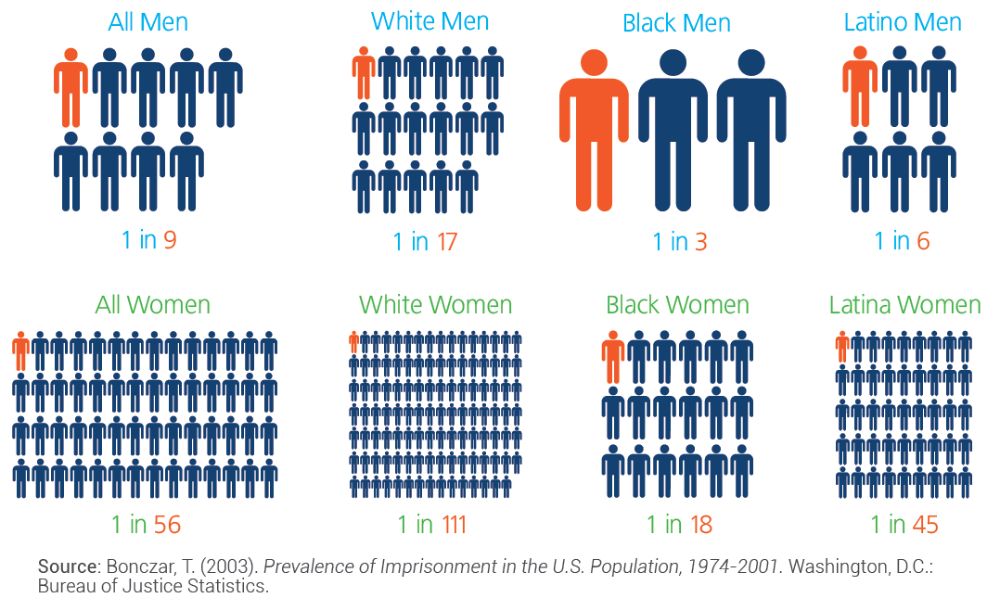 All Men
White Men
Black Men
Latino Men
1 in 9
1 in 17
1 in 3
1 in 6
All Women
White Women
Black Women
Latina Women
1 in 56
1 in 111
1 in 18
1 in 45
Source: Bonczar, T. (2003). Prevalence of Imprisonment in the U.S. Population, 1974-2001. Washington, D.C.:
Bureau of Justice Statistics.